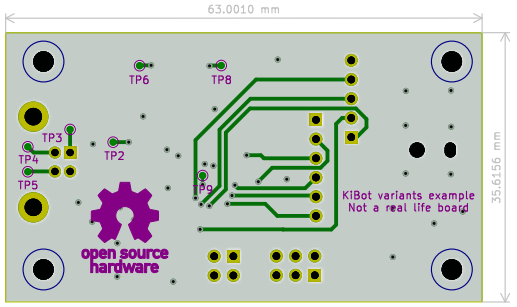 63.0010 mm
TP6
TP8
TP3
TP2
TP4
TP5
TP9
35.6156 mm
KiBot variants example
Not a real life board
open source
hardware